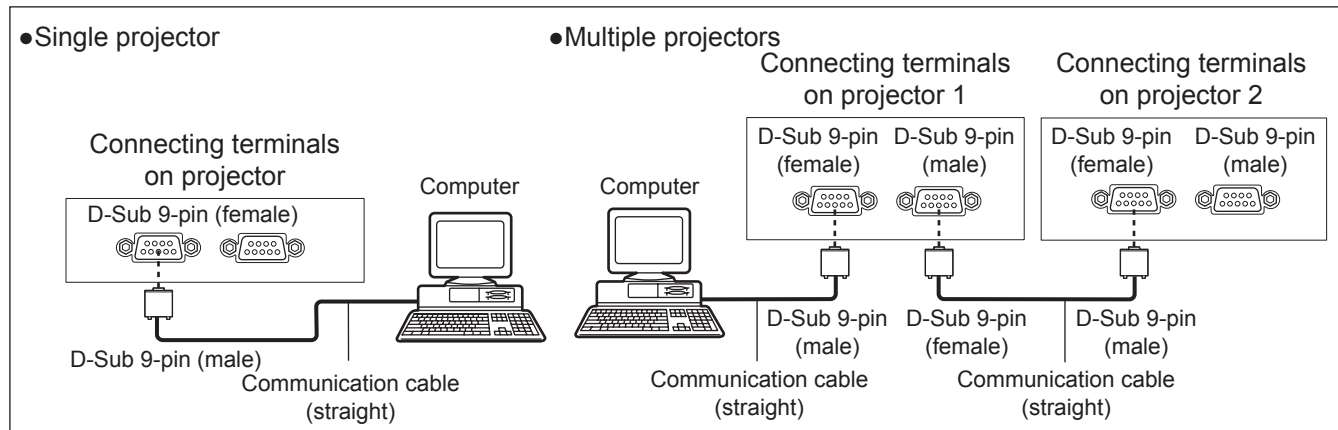 ●Single projector
Connecting terminals
on projector
D-Sub 9-pin (female)
Computer
D-Sub 9-pin (male)
Communication cable
(straight)
●Multiple projectors
Connecting terminals
on projector 1
D-Sub 9-pin
(female)
D-Sub 9-pin
(male)
Connecting terminals
on projector 2
D-Sub 9-pin
(female)
D-Sub 9-pin
(male)
Computer
D-Sub 9-pin
(male)
D-Sub 9-pin
(female)
D-Sub 9-pin
(male)
Communication cable
(straight)
Communication cable
(straight)